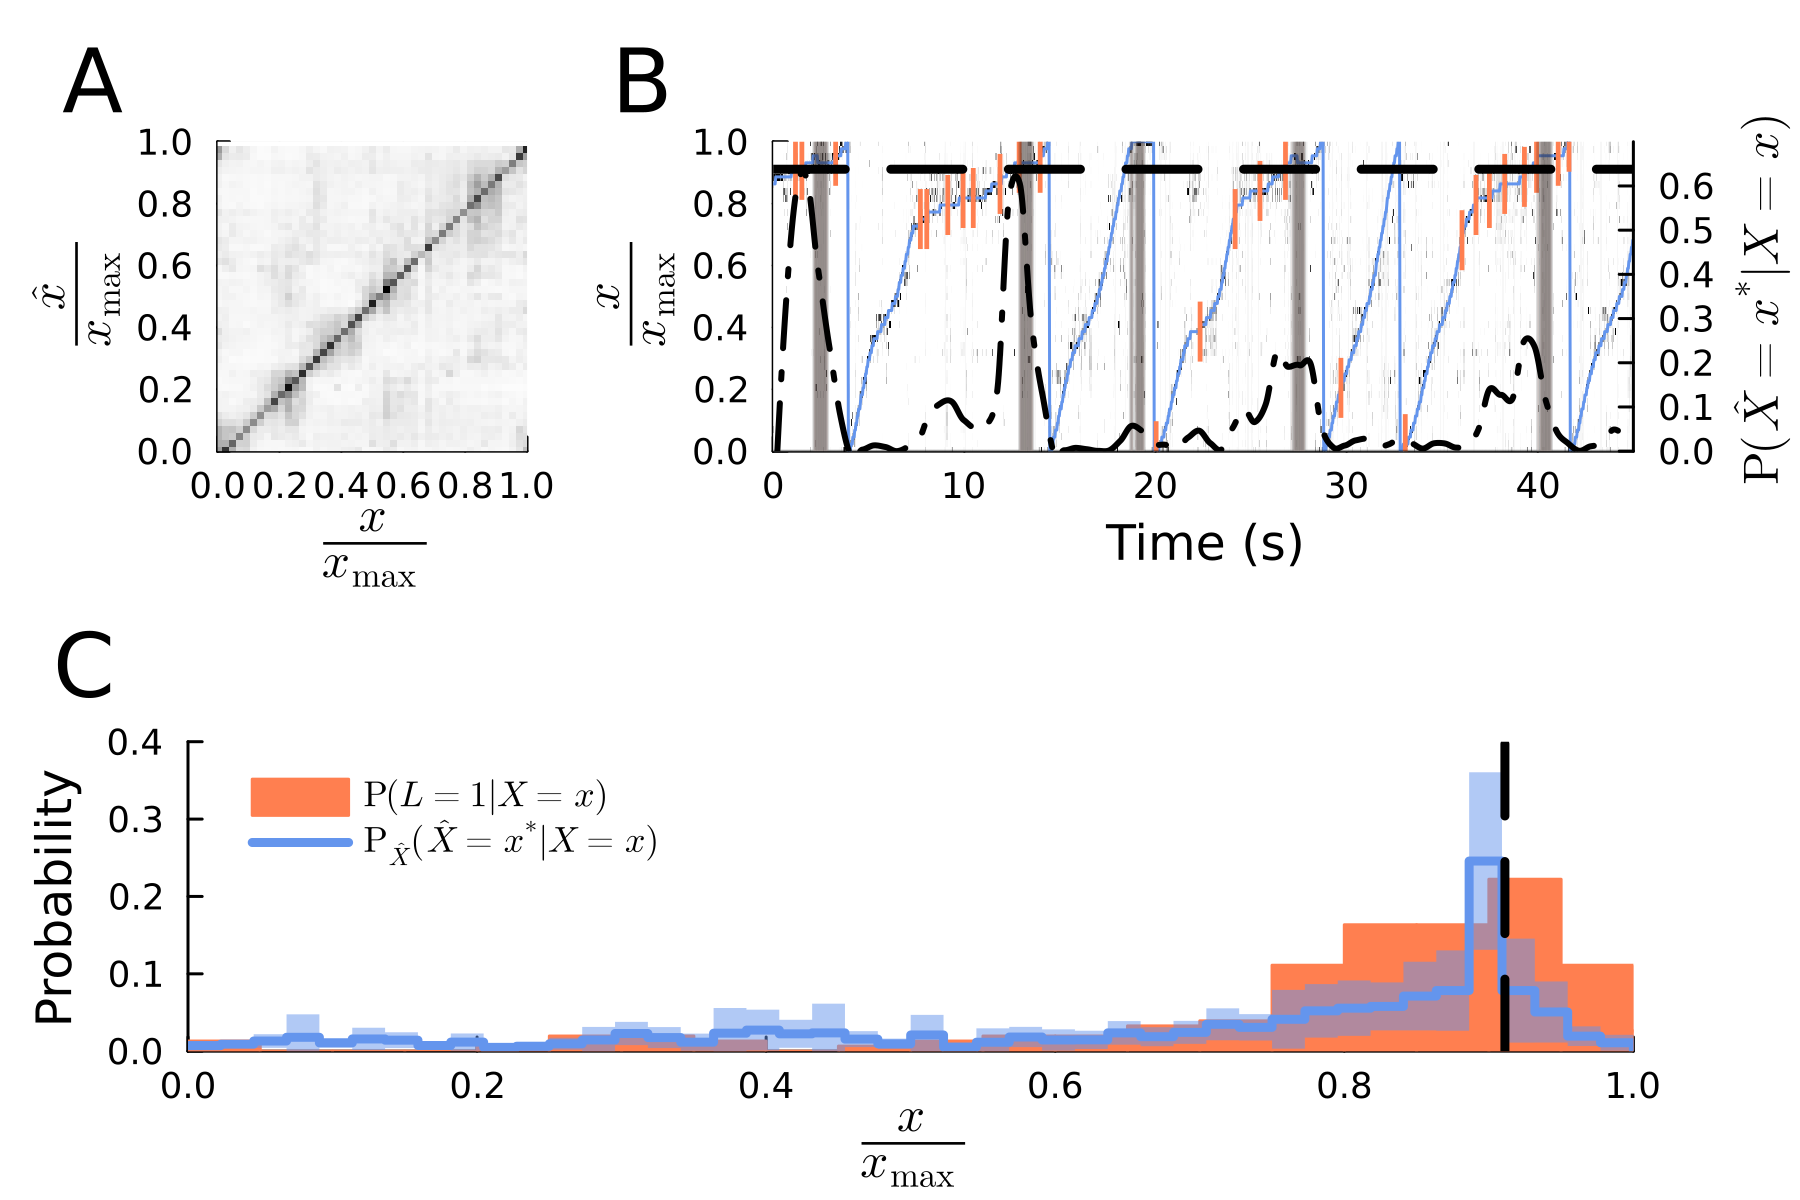 A
1.0
0.8
0.6
0.4
0.2
0.0
x̂
x_max
0.0 0.2 0.4 0.6 0.8 1.0
x
x_max
B
1.0
0.8
0.6
0.4
0.2
0.0
x
x_max
0 10 20 30 40
Time (s)
0.6
0.5
0.4
0.3
0.2
0.1
0.0
P(X̂ = x*|X = x)
C
0.4
0.3
0.2
0.1
0.0
Probability
P(L = 1|X = x)
P_X̂(X̂ = x*|X = x)
0.0 0.2 0.4 0.6 0.8 1.0
x
x_max